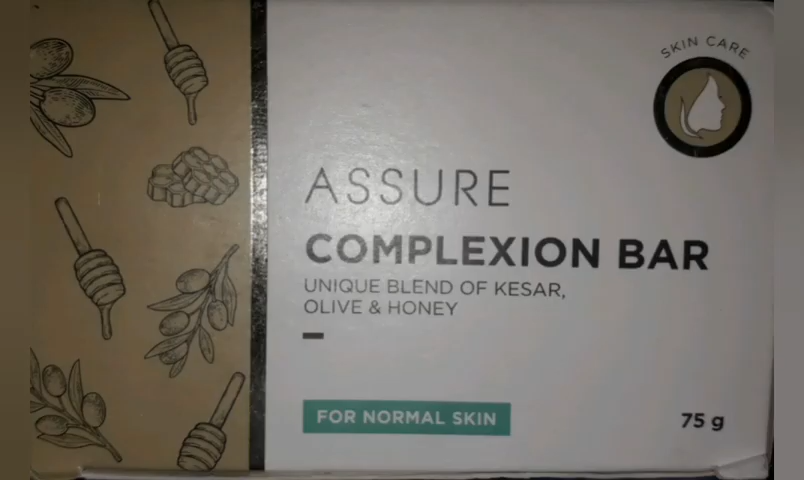 SKIN CARE
ASSURE
COMPLEXION BAR
UNIQUE BLEND OF KESAR,
OLIVE & HONEY
FOR NORMAL SKIN
75 g